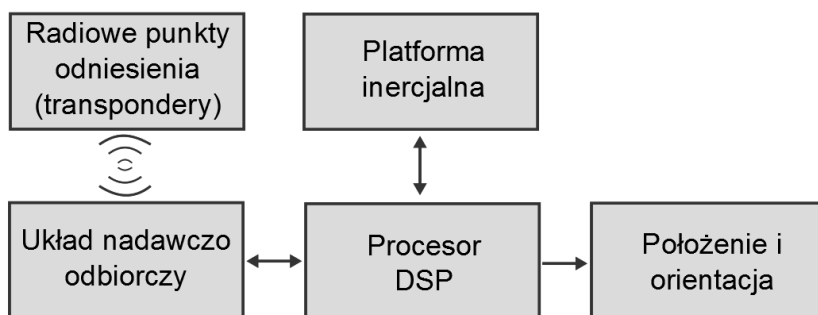 Radiowe punkty
odniesienia
(transpondery)
Platforma
inercjalna
Układ nadawczo
odbiorczy
Procesor
DSP
Położenie i
orientacja